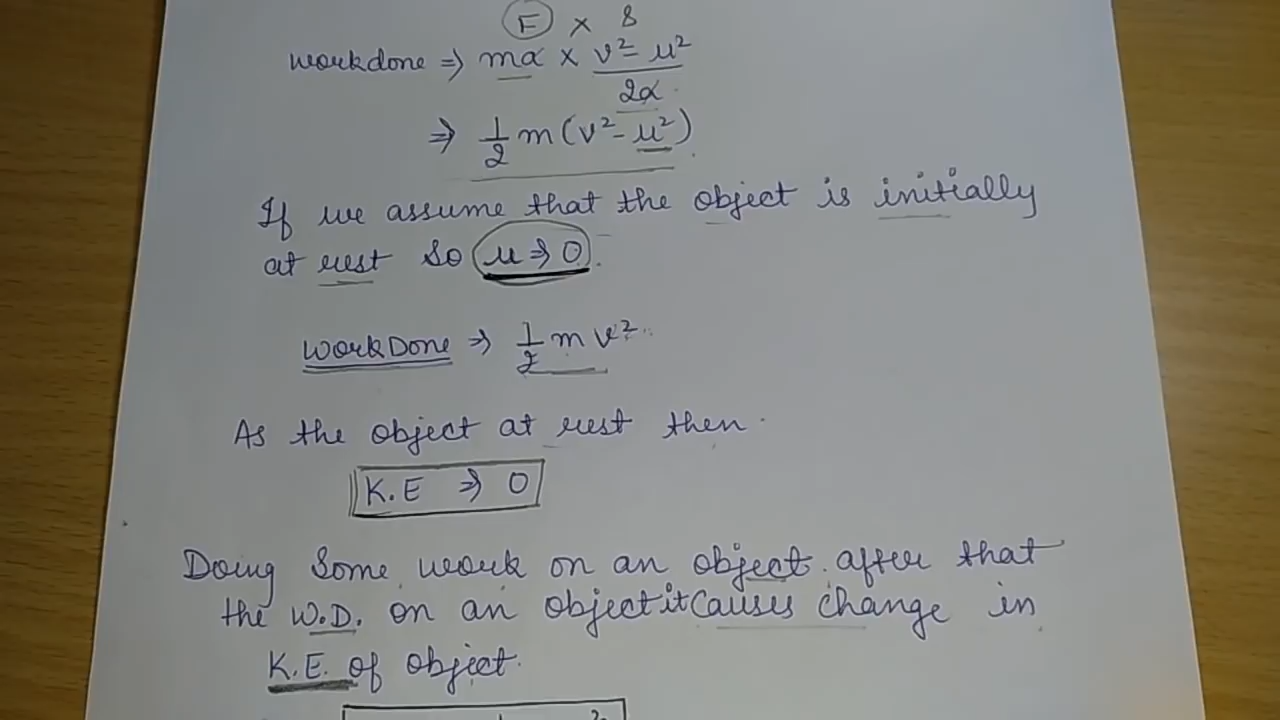 F × s
workdone ⇒ ma × v² - u²
2a
⇒ 1/2 m (v² - u²)
If we assume that the object is initially
at rest so u ⇒ 0.
WorkDone ⇒ 1/2 m v²
As the object at rest then
K.E ⇒ 0
Doing Some work on an object after that
the W.D. on an object it causes change in
K.E. of object.